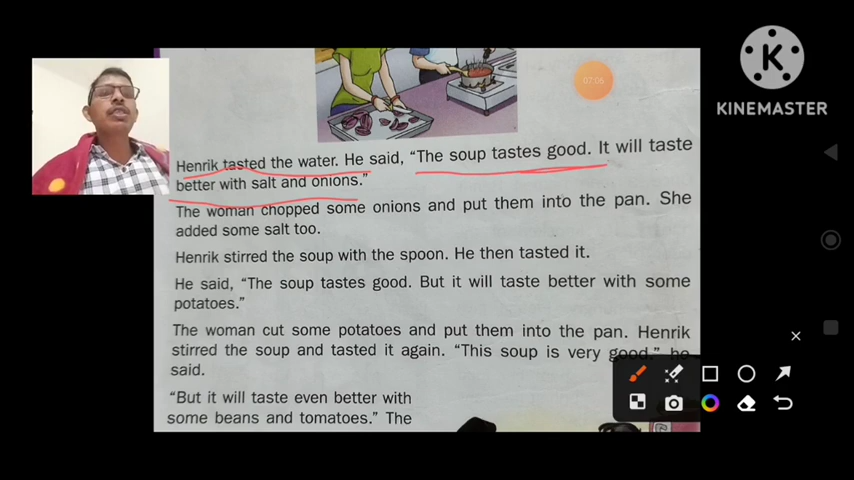 07:06
K
KINEMASTER
Henrik tasted the water. He said, “The soup tastes good. It will taste
better with salt and onions.”
The woman chopped some onions and put them into the pan. She
added some salt too.
Henrik stirred the soup with the spoon. He then tasted it.
He said, “The soup tastes good. But it will taste better with some
potatoes.”
The woman cut some potatoes and put them into the pan. Henrik
stirred the soup and tasted it again. “This soup is very good.” he
said.
“But it will taste even better with
some beans and tomatoes.” The